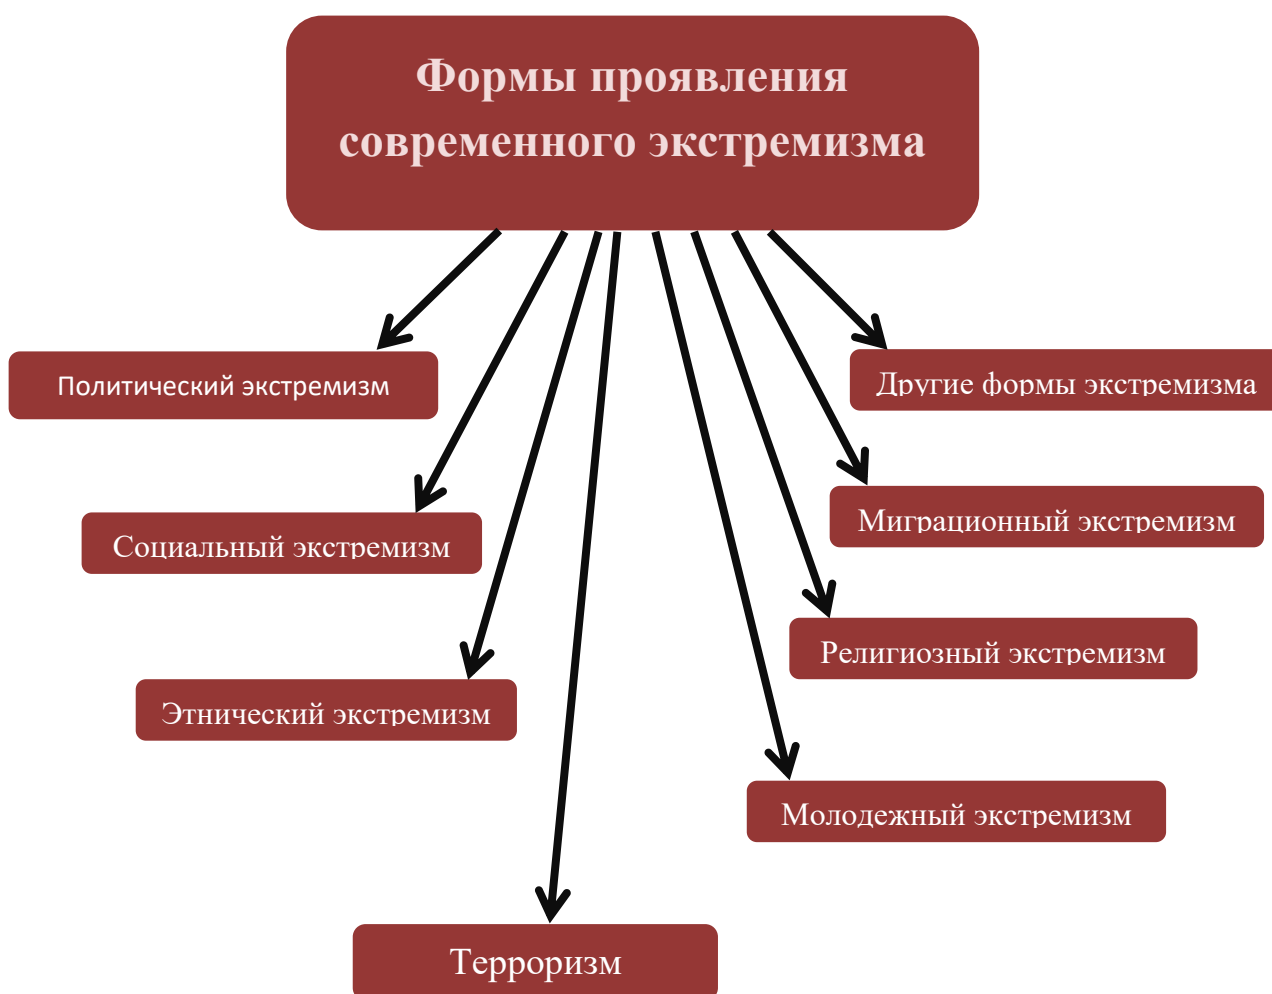 Формы проявления
современного экстремизма
Политический экстремизм
Другие формы экстремизма
Миграционный экстремизм
Социальный экстремизм
Религиозный экстремизм
Этнический экстремизм
Молодежный экстремизм
Терроризм